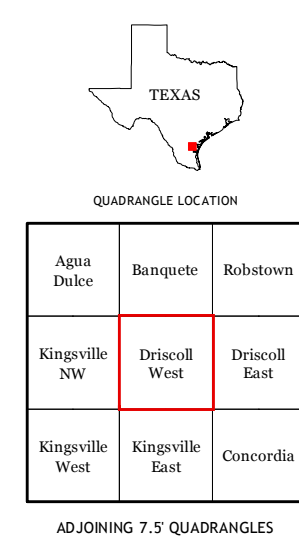 TEXAS
QUADRANGLE LOCATION
Agua
Dulce
Banquete
Robstown
Kingsville
NW
Driscoll
West
Driscoll
East
Kingsville
West
Kingsville
East
Concordia
ADJOINING 7.5' QUADRANGLES